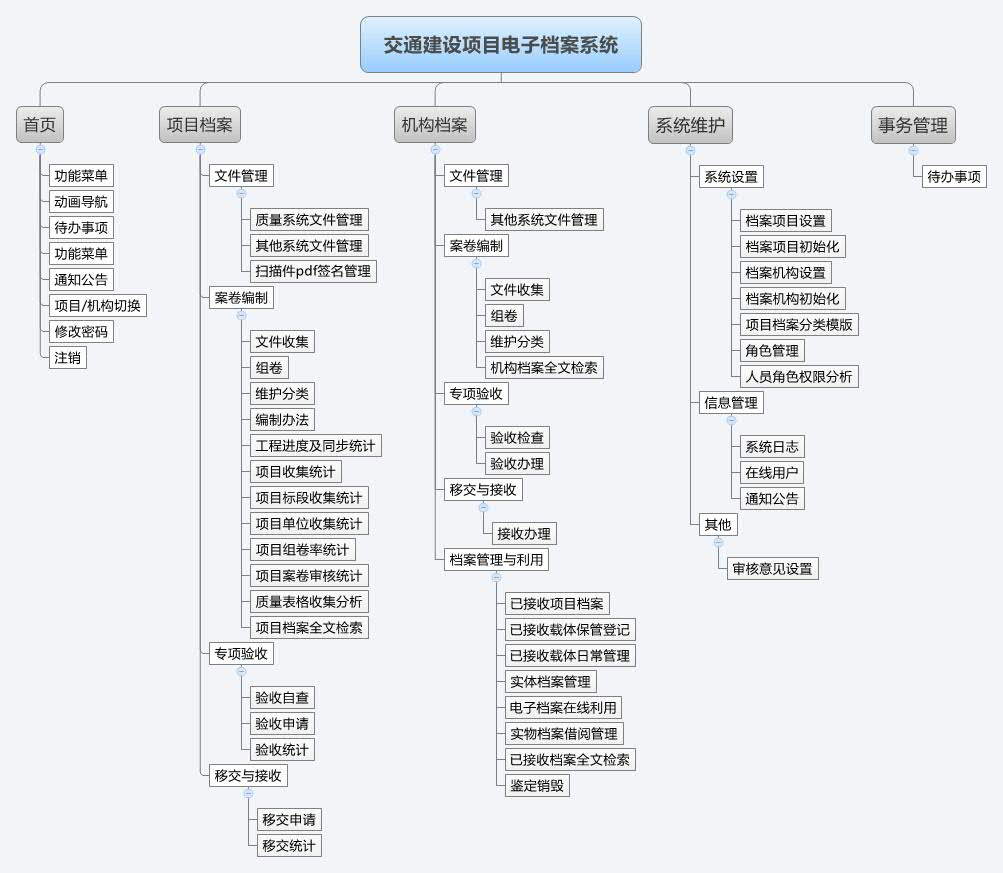 交通建设项目电子档案系统
首页
功能菜单
动画导航
待办事项
功能菜单
通知公告
项目/机构切换
修改密码
注销
项目档案
文件管理
质量系统文件管理
其他系统文件管理
扫描件pdf签名管理
案卷编制
文件收集
组卷
维护分类
编制办法
工程进度及同步统计
项目收集统计
项目标段收集统计
项目单位收集统计
项目组卷率统计
项目案卷审核统计
质量表格收集分析
项目档案全文检索
专项验收
验收自查
验收申请
验收统计
移交与接收
移交申请
移交统计
机构档案
文件管理
其他系统文件管理
案卷编制
文件收集
组卷
维护分类
机构档案全文检索
专项验收
验收检查
验收办理
移交与接收
接收办理
档案管理与利用
已接收项目档案
已接收载体保管登记
已接收载体日常管理
实体档案管理
电子档案在线利用
实物档案借阅管理
已接收档案全文检索
鉴定销毁
系统维护
系统设置
档案项目设置
档案项目初始化
档案机构设置
档案机构初始化
项目档案分类模版
角色管理
人员角色权限分析
信息管理
系统日志
在线用户
通知公告
其他
审核意见设置
事务管理
待办事项